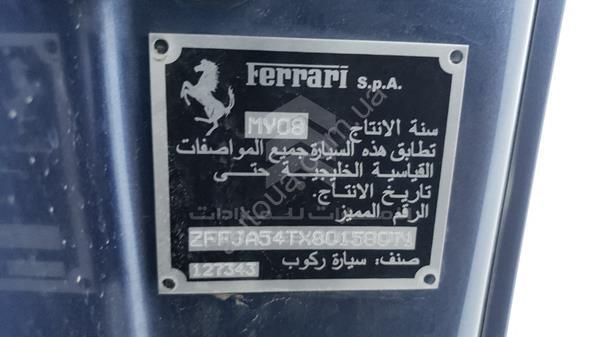 Ferrari S.p.A.
سنة الانتاج MY08
تطابق هذه السيارة جميع المواصفات
القياسية الخليجية حتى
تاريخ الانتاج.
الرقم المميز
صنف: سيارة ركوب
127343